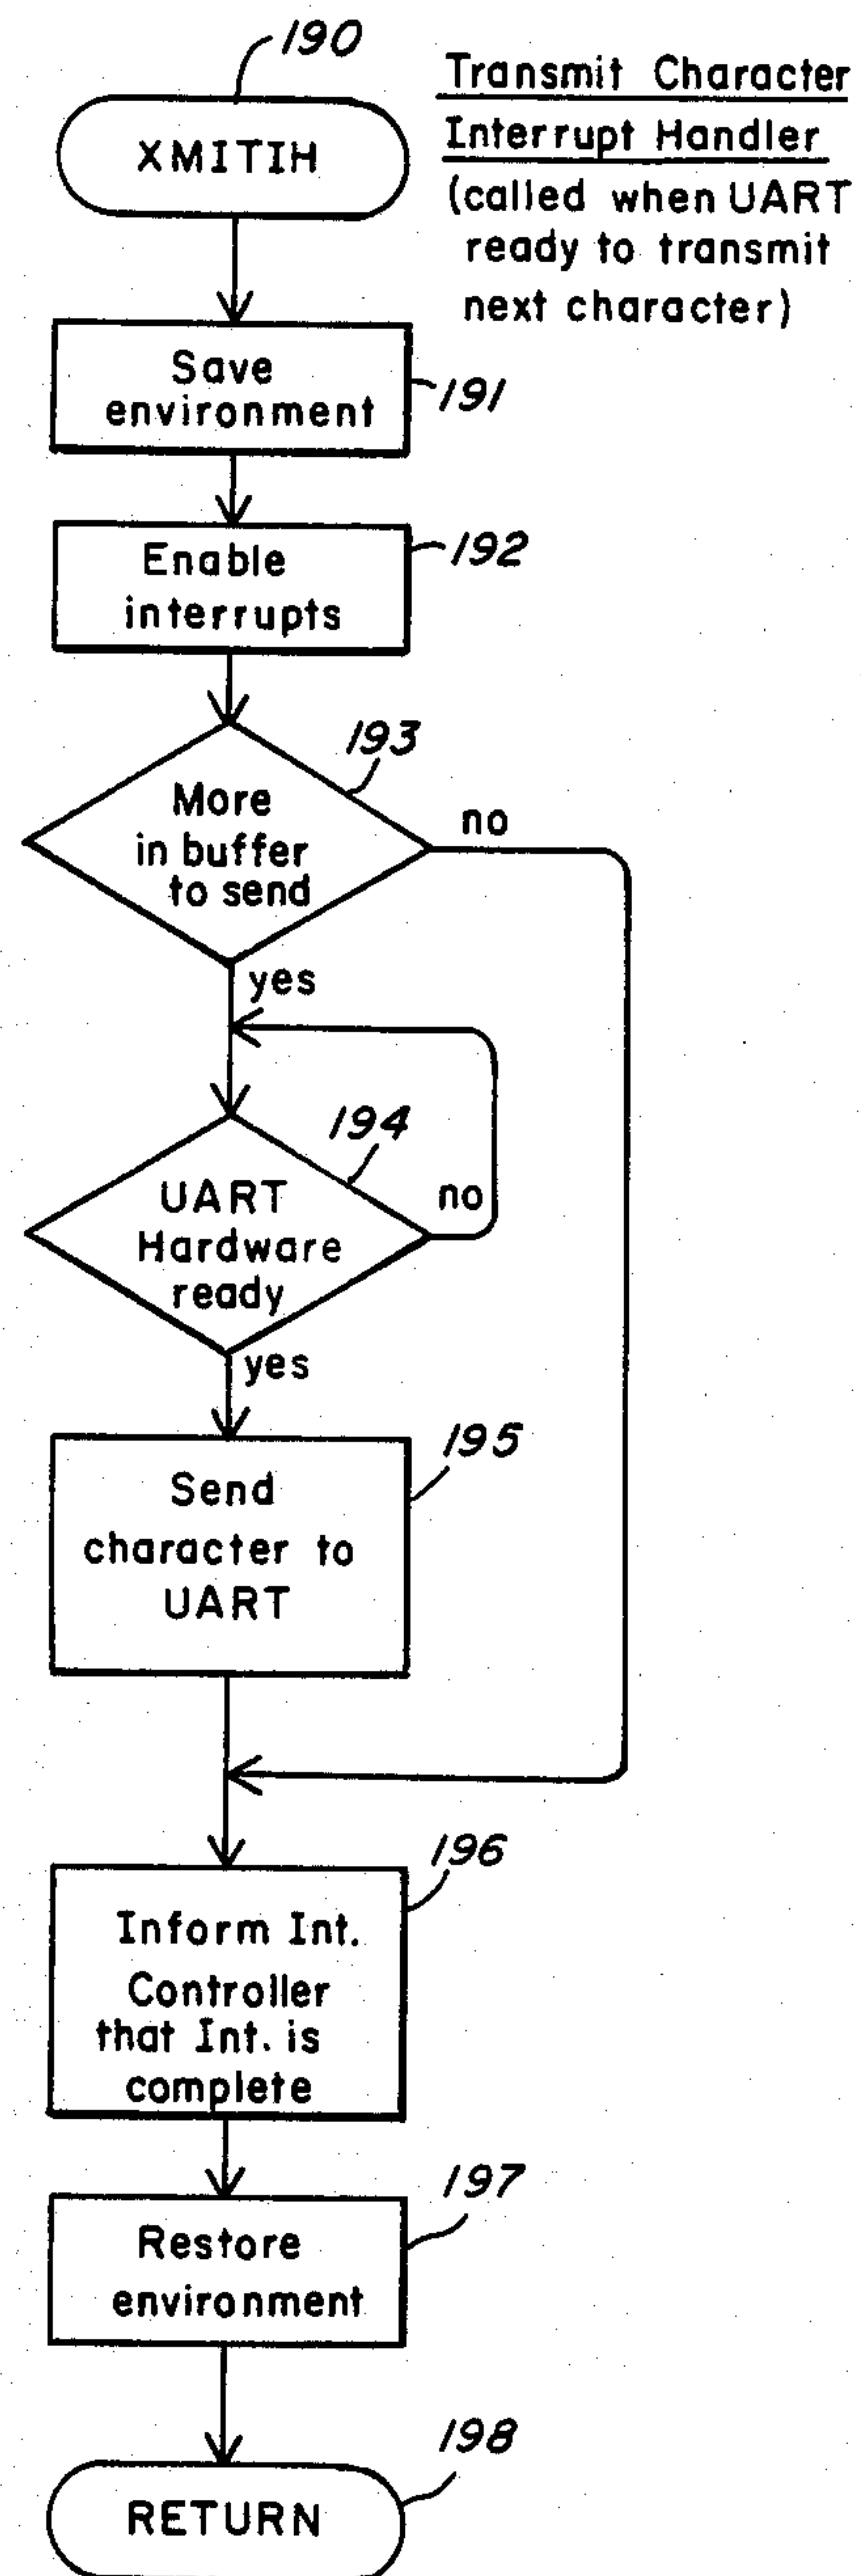 190
Transmit Character
Interrupt Handler
(called when UART
ready to transmit
next character)
XMITIH
Save
environment
191
Enable
interrupts
192
193
More
in buffer
to send
no
yes
194
UART
Hardware
ready
no
yes
195
Send
character to
UART
196
Inform Int.
Controller
that Int. is
complete
197
Restore
environment
198
RETURN